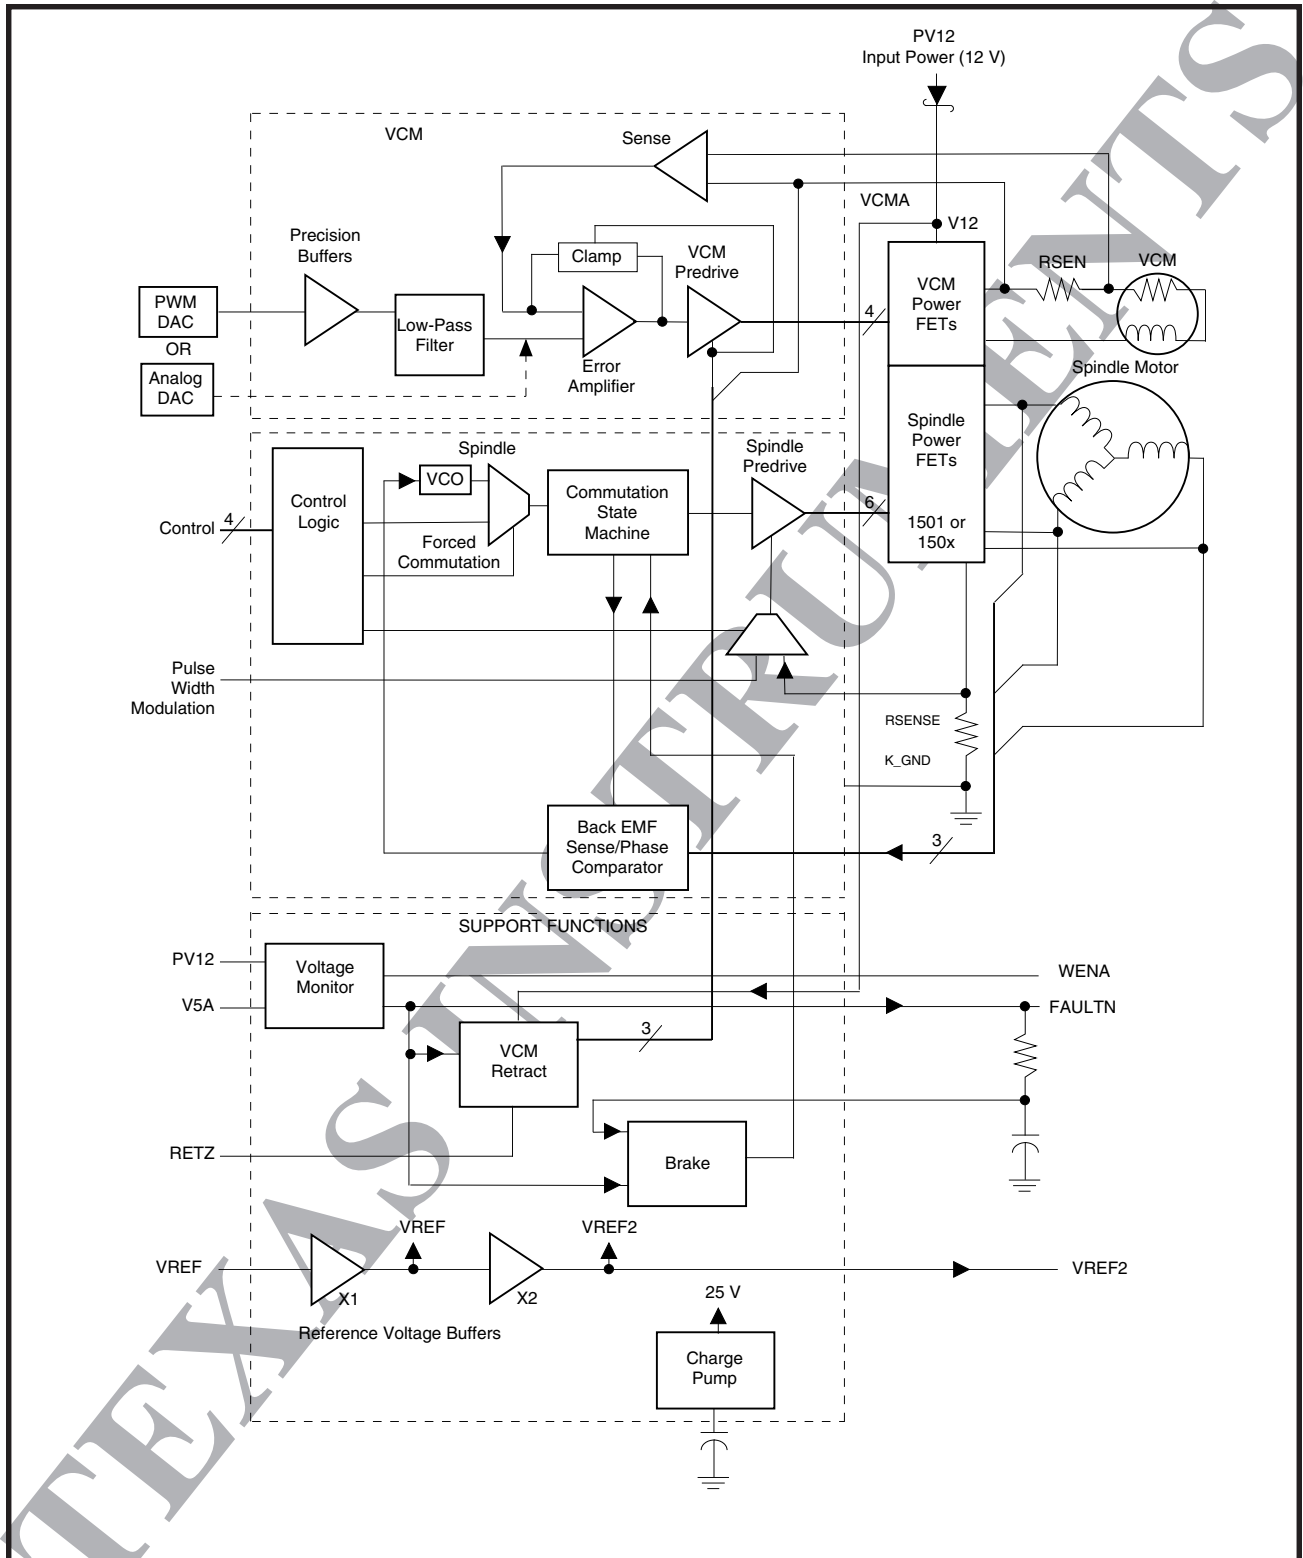 PV12
Input Power (12 V)
VCM
Sense
VCMA
V12
Precision
Buffers
Clamp
VCM
Predrive
RSEN
VCM
PWM
DAC
OR
Analog
DAC
Low-Pass
Filter
Error
Amplifier
4
VCM
Power
FETs
Spindle Motor
Spindle
Power
FETs
1501 or
150x
Spindle
VCO
Spindle
Predrive
Control
Logic
Commutation
State
Machine
Control
4
6
Forced
Commutation
Pulse
Width
Modulation
RSENSE
K_GND
Back EMF
Sense/Phase
Comparator
3
SUPPORT FUNCTIONS
PV12
Voltage
Monitor
WENA
V5A
FAULTN
VCM
Retract
3
RETZ
Brake
VREF
VREF2
VREF
X1
X2
VREF2
25 V
Reference Voltage Buffers
Charge
Pump
TEXAS INSTRUMENTS